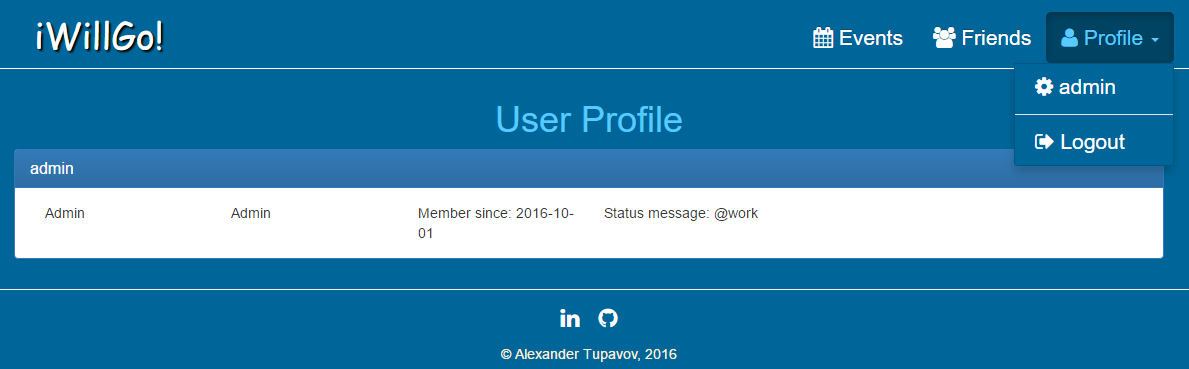 iWillGo!
Events Friends Profile
admin
Logout
User Profile
admin
Admin Admin Member since: 2016-10-01 Status message: @work
© Alexander Tupavov, 2016